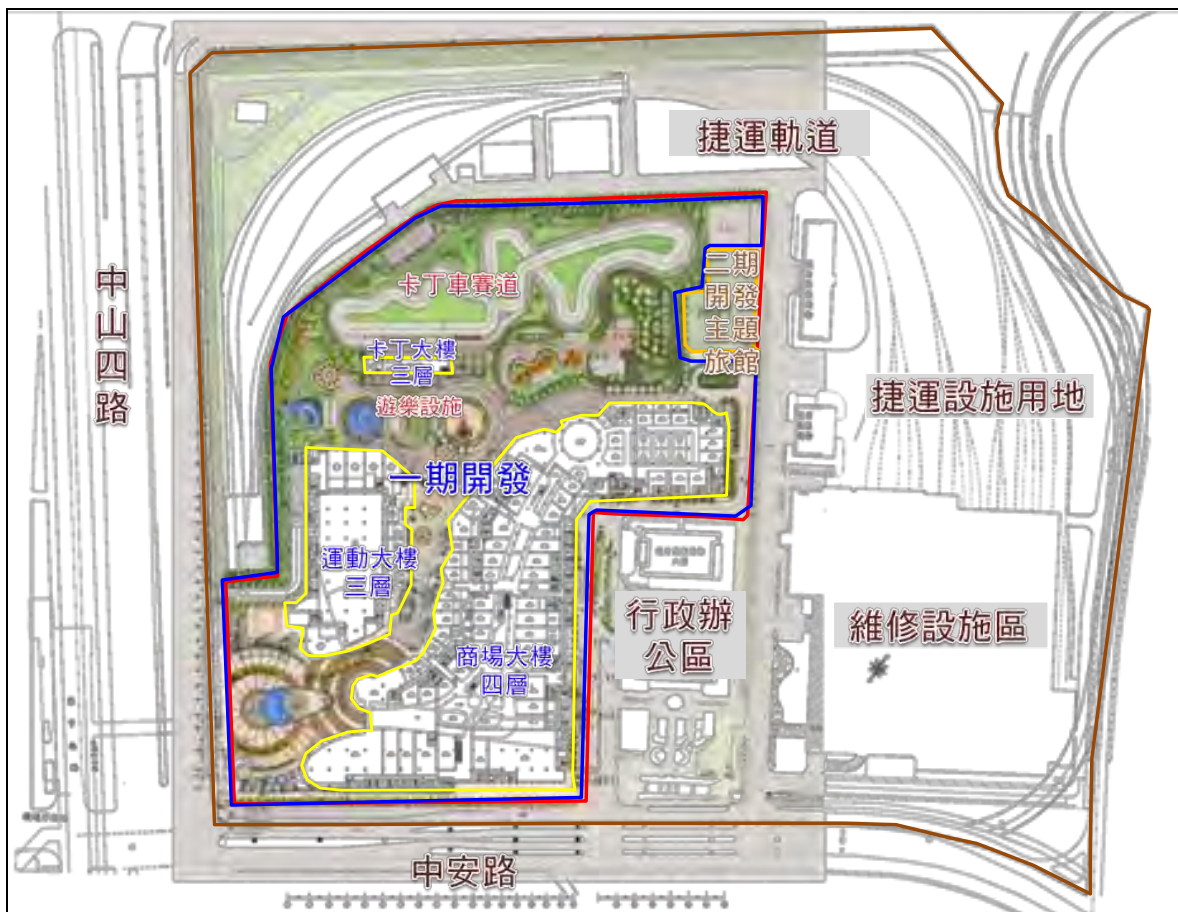 捷運軌道
中山四路
卡丁車賽道
二期
開發
主題
旅館
卡丁大樓
三層
遊樂設施
捷運設施用地
一期開發
運動大樓
三層
行政辦
公區
維修設施區
商場大樓
四層
中安路